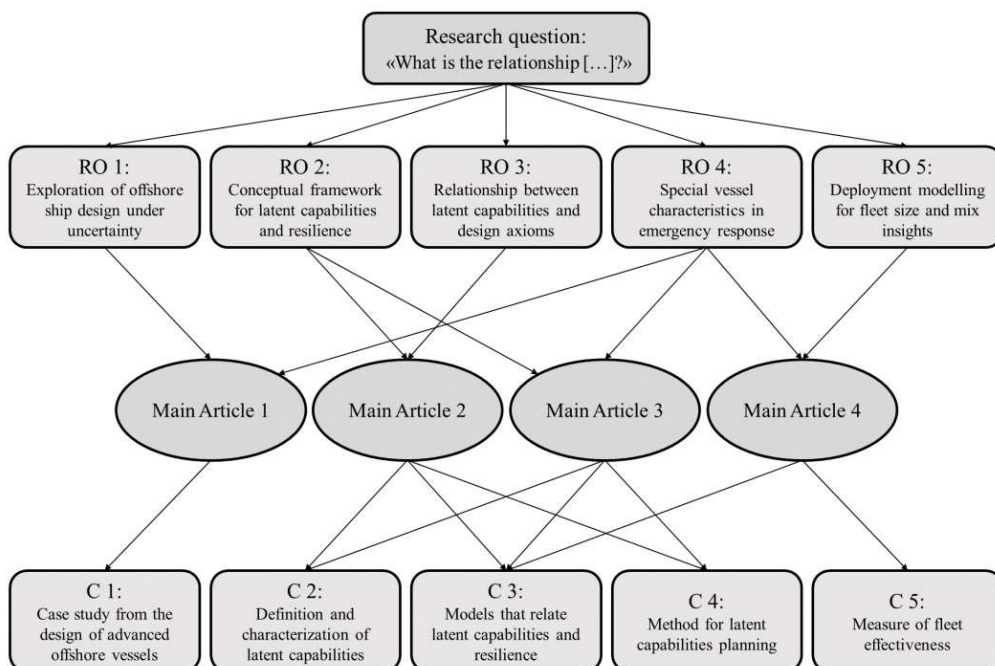 Research question:
«What is the relationship […]?»
RO 1:
Exploration of offshore
ship design under
uncertainty
RO 2:
Conceptual framework
for latent capabilities
and resilience
RO 3:
Relationship between
latent capabilities and
design axioms
RO 4:
Special vessel
characteristics in
emergency response
RO 5:
Deployment modelling
for fleet size and mix
insights
Main Article 1
Main Article 2
Main Article 3
Main Article 4
C 1:
Case study from the
design of advanced
offshore vessels
C 2:
Definition and
characterization of
latent capabilities
C 3:
Models that relate
latent capabilities and
resilience
C 4:
Method for latent
capabilities planning
C 5:
Measure of fleet
effectiveness